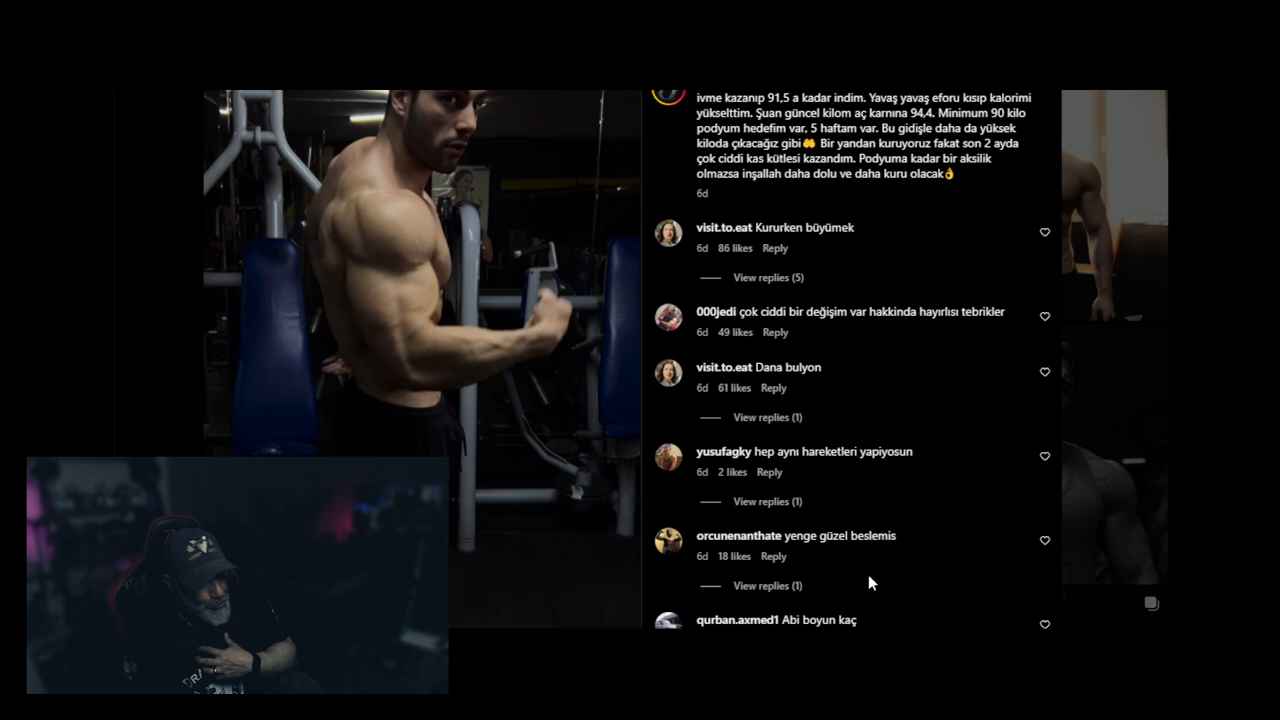 ivme kazanıp 91,5 a kadar indim. Yavaş yavaş eforu kısıp kalorimi
yükselttim. Şuan güncel kilom aç karnına 94,4. Minimum 90 kilo
podyum hedefim var, 5 haftam var. Bu gidişle daha da yüksek
kiloda çıkacağız gibi🤲 Bir yandan kuruyoruz fakat son 2 ayda
çok ciddi kas kütlesi kazandım. Podyuma kadar bir aksilik
olmazsa inşallah daha dolu ve daha kuru olacak👌
6d
visit.to.eat Kururken büyümek
6d 86 likes Reply
View replies (5)
000jedi çok ciddi bir değişim var hakkinda hayırlısı tebrikler
6d 49 likes Reply
visit.to.eat Dana bulyon
6d 61 likes Reply
View replies (1)
yusufagky hep aynı hareketleri yapiyosun
6d 2 likes Reply
View replies (1)
orcunenanthate yenge güzel beslemis
6d 18 likes Reply
View replies (1)
qurban.axmed1 Abi boyun kaç